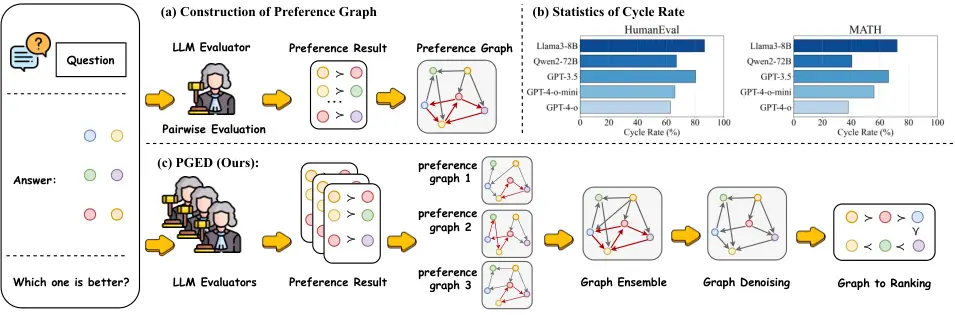 Question
Answer:
Which one is better?
(a) Construction of Preference Graph
LLM Evaluator
Preference Result
Preference Graph
≻
≻
...
≻
Pairwise Evaluation
(b) Statistics of Cycle Rate
HumanEval
Llama3-8B
Qwen2-72B
GPT-3.5
GPT-4-o-mini
GPT-4-o
0 20 40 60 80 100
Cycle Rate (%)
MATH
Llama3-8B
Qwen2-72B
GPT-3.5
GPT-4-o-mini
GPT-4-o
0 20 40 60 80 100
Cycle Rate (%)
(c) PGED (Ours):
LLM Evaluators
≻
≻
≻
Preference Result
preference
graph 1
preference
graph 2
preference
graph 3
Graph Ensemble
Graph Denoising
≻ ≻
≻
≺ ≺
Graph to Ranking